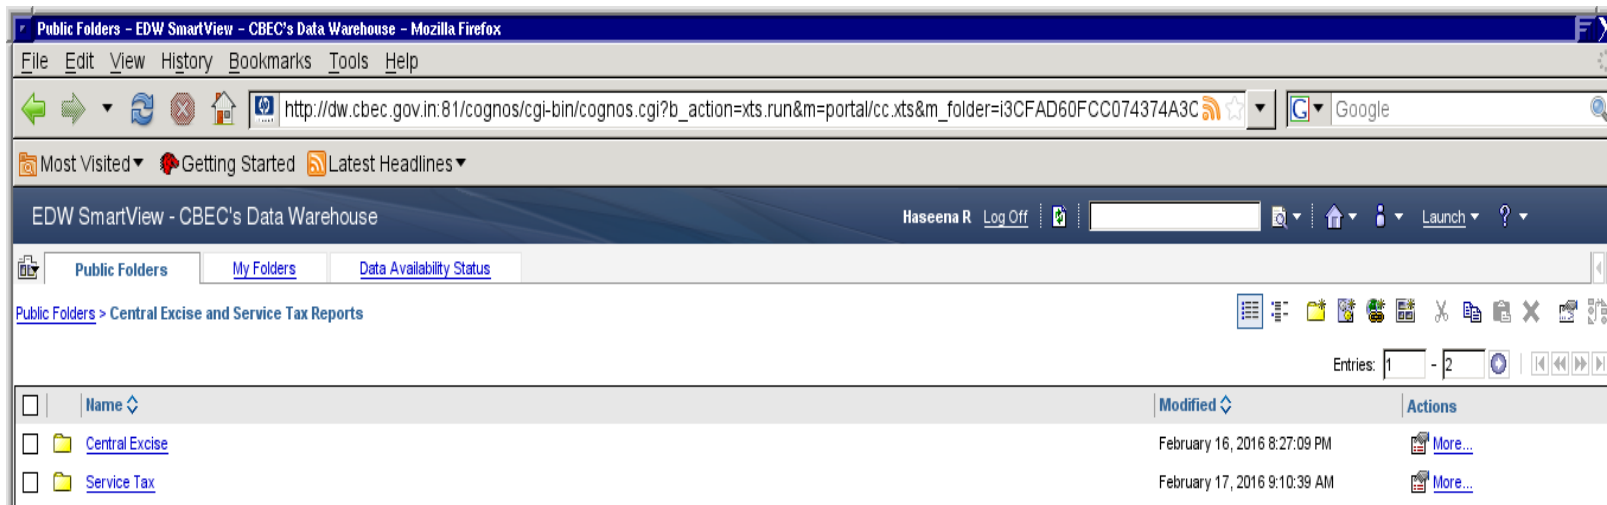 Public Folders – EDW SmartView – CBEC's Data Warehouse – Mozilla Firefox
File Edit View History Bookmarks Tools Help
http://dw.cbec.gov.in:81/cognos/cgi-bin/cognos.cgi?b_action=xts.run&m=portal/cc.xts&m_folder=i3CFAD60FCC074374A3C G Google
Most Visited Getting Started Latest Headlines
EDW SmartView - CBEC's Data Warehouse Haseena R Log Off Launch ?
Public Folders My Folders Data Availability Status
Public Folders > Central Excise and Service Tax Reports
Entries: 1 - 2
Name Modified Actions
Central Excise February 16, 2016 8:27:09 PM More...
Service Tax February 17, 2016 9:10:39 AM More...